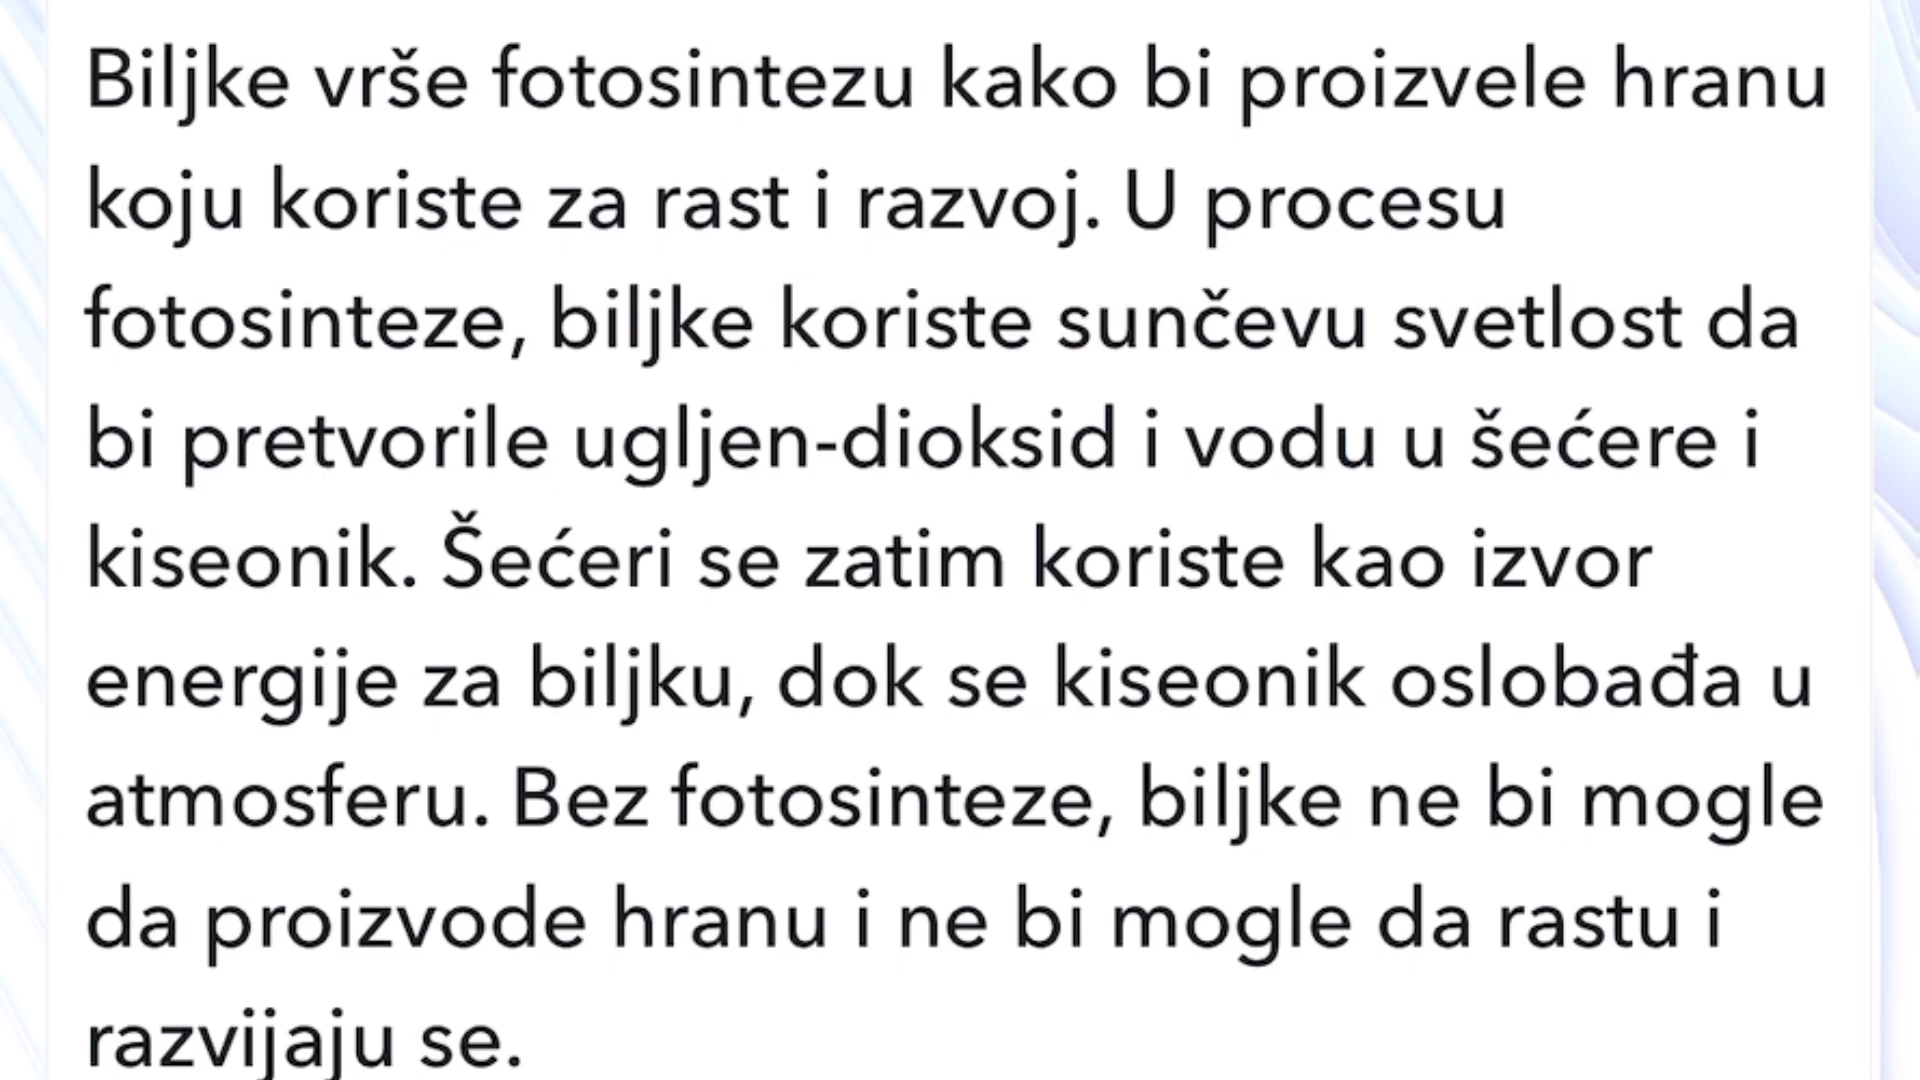 Biljke vrše fotosintezu kako bi proizvele hranu
koju koriste za rast i razvoj. U procesu
fotosinteze, biljke koriste sunčevu svetlost da
bi pretvorile ugljen-dioksid i vodu u šećere i
kiseonik. Šećeri se zatim koriste kao izvor
energije za biljku, dok se kiseonik oslobađa u
atmosferu. Bez fotosinteze, biljke ne bi mogle
da proizvode hranu i ne bi mogle da rastu i
razvijaju se.